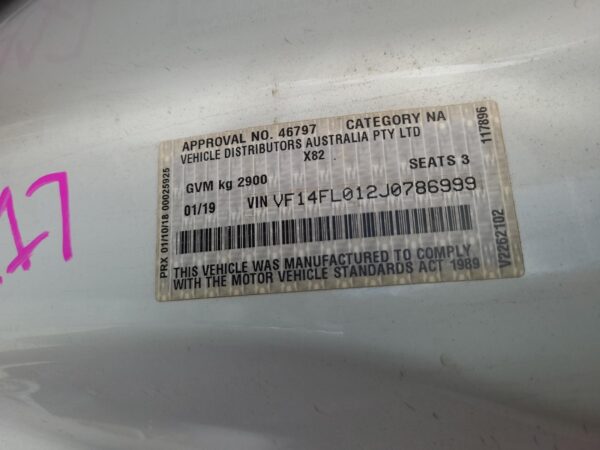 APPROVAL NO. 46797 CATEGORY NA
VEHICLE DISTRIBUTORS AUSTRALIA PTY LTD
X82
GVM kg 2900 SEATS 3
01/19 VIN VF14FL012J0786999
THIS VEHICLE WAS MANUFACTURED TO COMPLY
WITH THE MOTOR VEHICLE STANDARDS ACT 1989
PRX 01/10/18 00025925
V2262102 117896
17